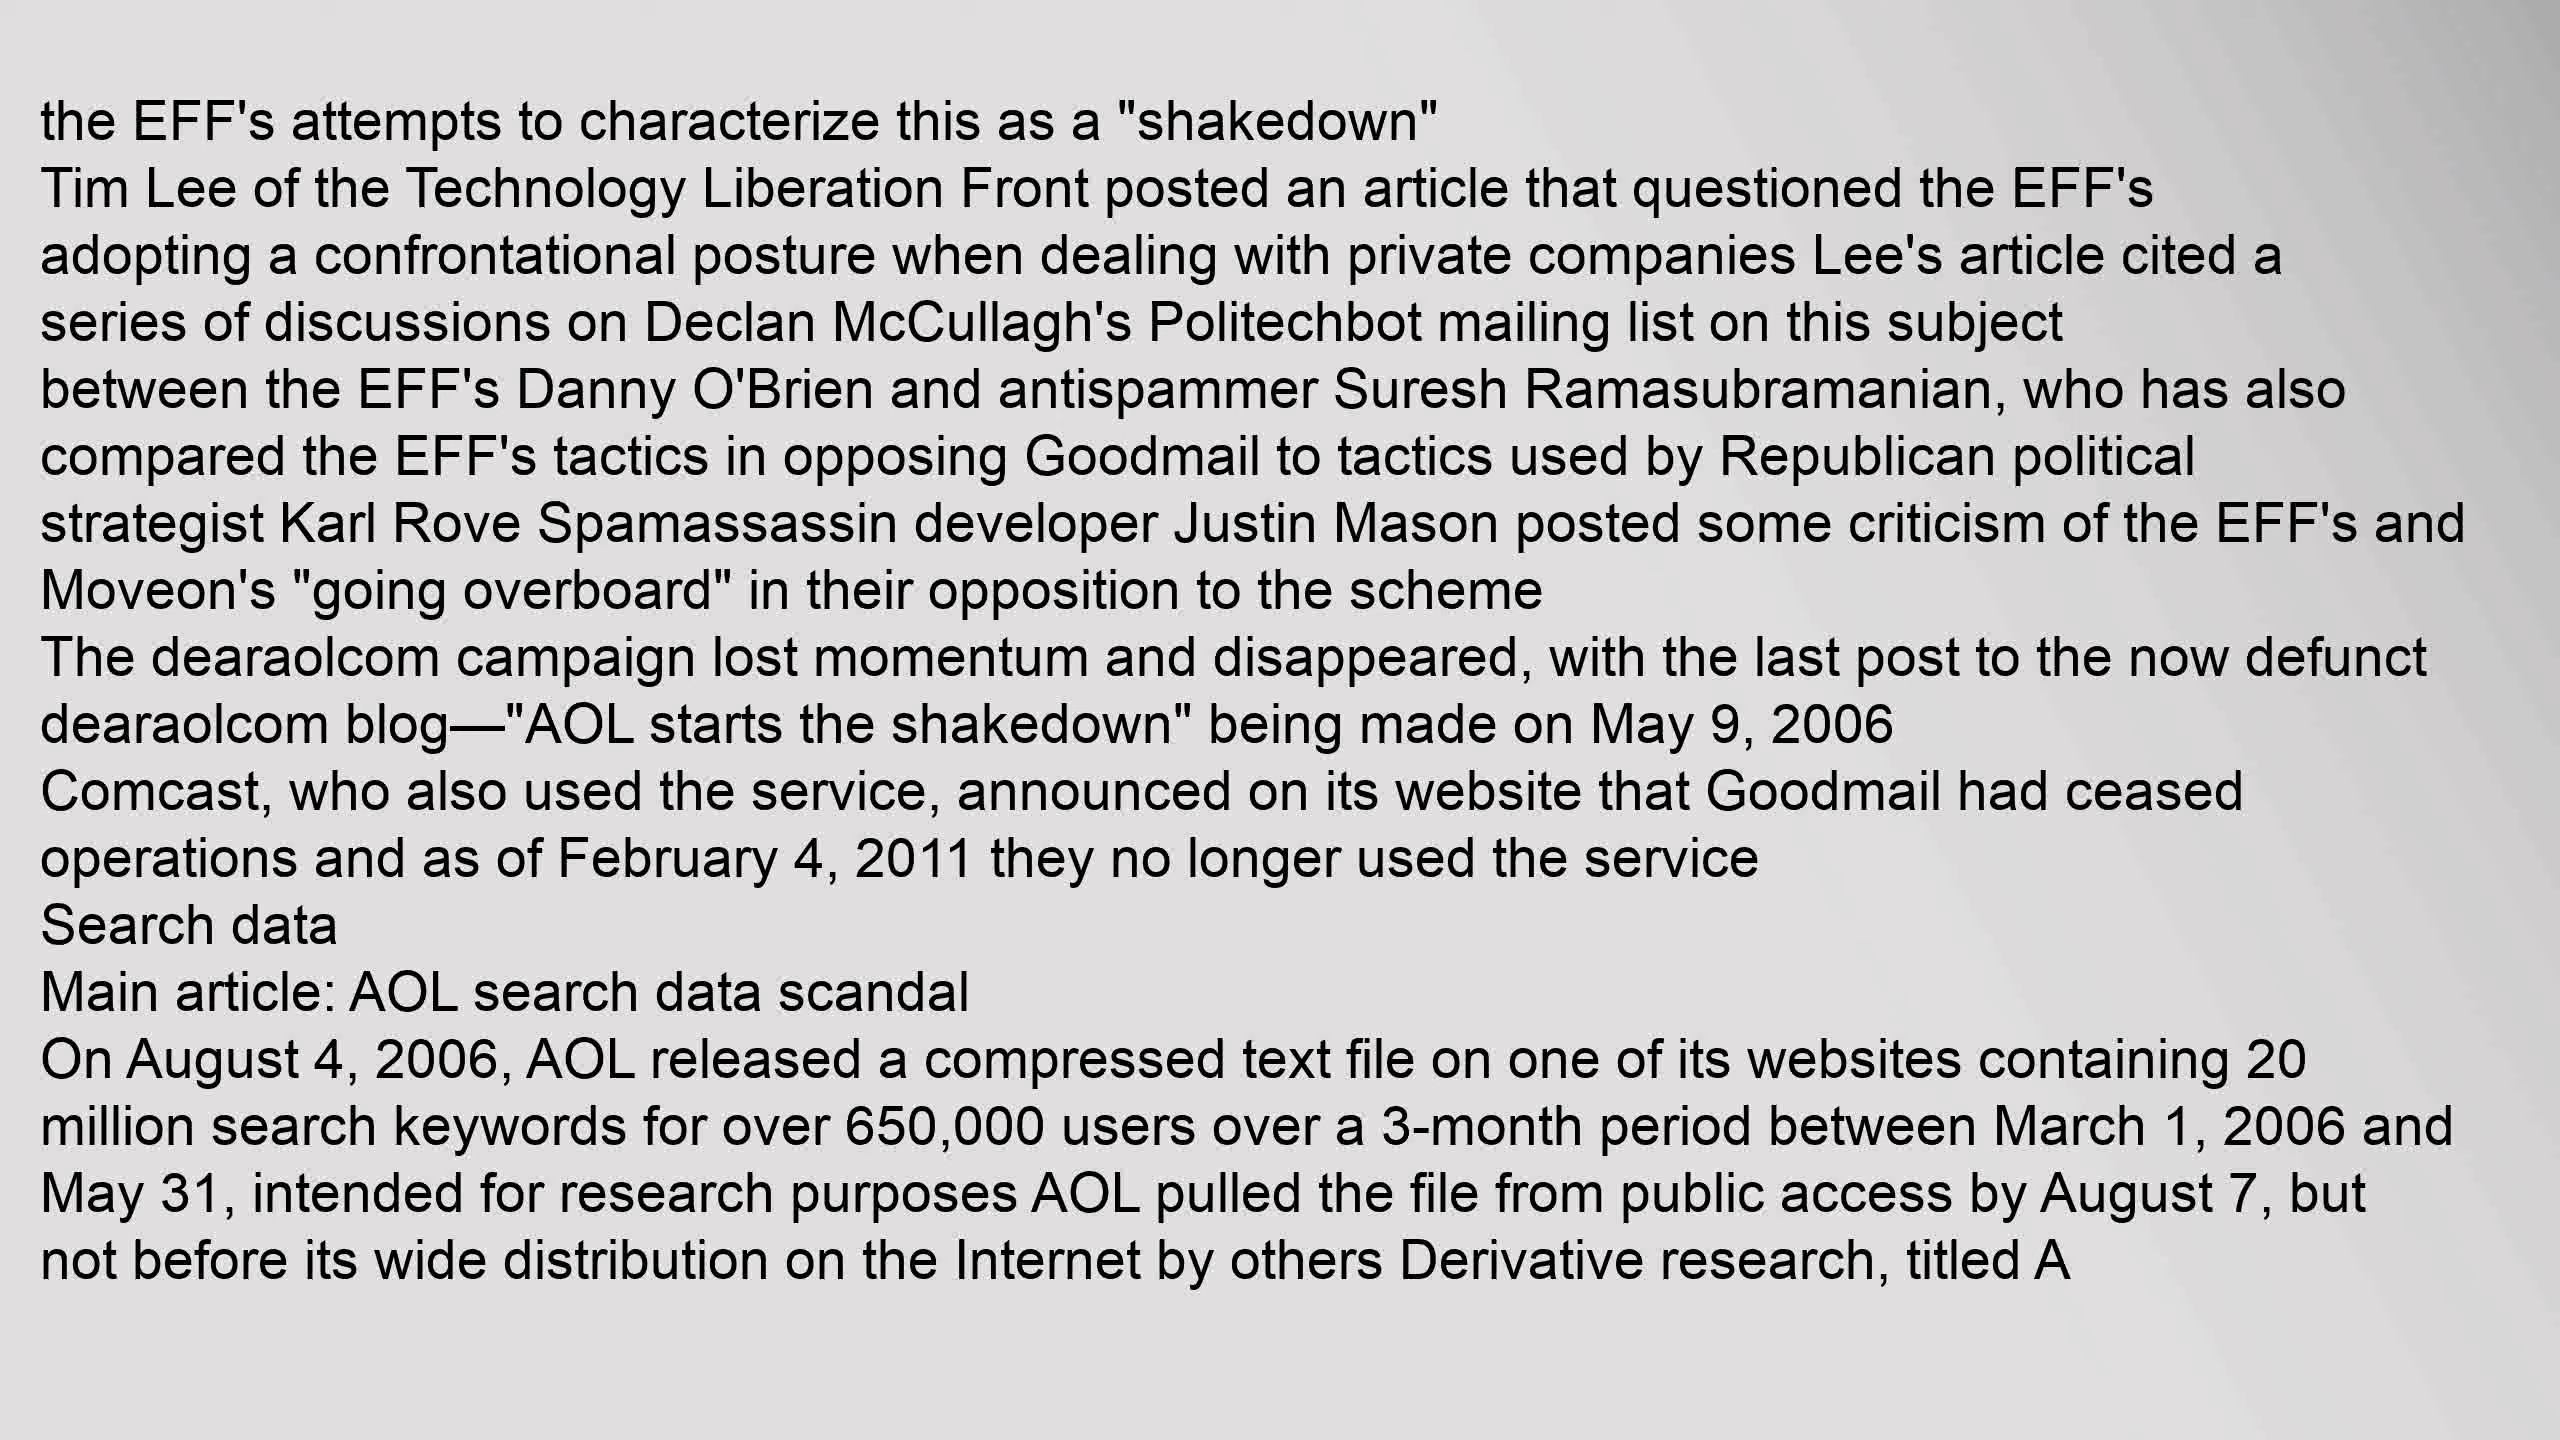 the EFF's attempts to characterize this as a "shakedown"
Tim Lee of the Technology Liberation Front posted an article that questioned the EFF's
adopting a confrontational posture when dealing with private companies Lee's article cited a
series of discussions on Declan McCullagh's Politechbot mailing list on this subject
between the EFF's Danny O'Brien and antispammer Suresh Ramasubramanian, who has also
compared the EFF's tactics in opposing Goodmail to tactics used by Republican political
strategist Karl Rove Spamassassin developer Justin Mason posted some criticism of the EFF's and
Moveon's "going overboard" in their opposition to the scheme
The dearaolcom campaign lost momentum and disappeared, with the last post to the now defunct
dearaolcom blog—"AOL starts the shakedown" being made on May 9, 2006
Comcast, who also used the service, announced on its website that Goodmail had ceased
operations and as of February 4, 2011 they no longer used the service
Search data
Main article: AOL search data scandal
On August 4, 2006, AOL released a compressed text file on one of its websites containing 20
million search keywords for over 650,000 users over a 3-month period between March 1, 2006 and
May 31, intended for research purposes AOL pulled the file from public access by August 7, but
not before its wide distribution on the Internet by others Derivative research, titled A